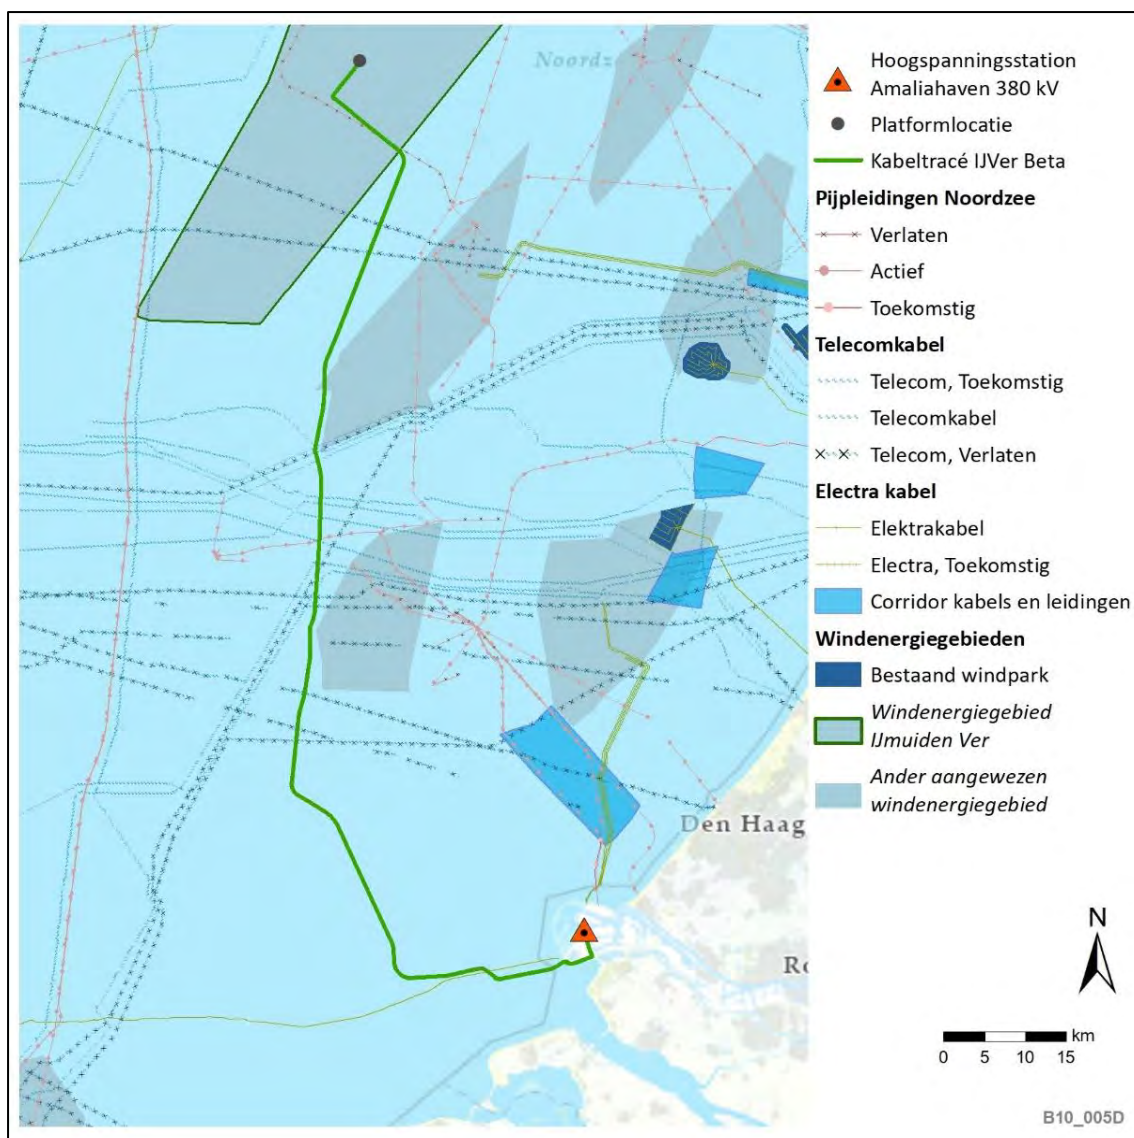 Noordz
Hoogspanningsstation
Amaliahaven 380 kV
Platformlocatie
Kabeltracé IJVer Beta
Pijpleidingen Noordzee
Verlaten
Actief
Toekomstig
Telecomkabel
Telecom, Toekomstig
Telecomkabel
Telecom, Verlaten
Electra kabel
Elektrakabel
Electra, Toekomstig
Corridor kabels en leidingen
Windenergiegebieden
Bestaand windpark
Windenergiegebied
IJmuiden Ver
Ander aangewezen
windenergiegebied
Den Haag
Ro
N
km
0 5 10 15
B10_005D